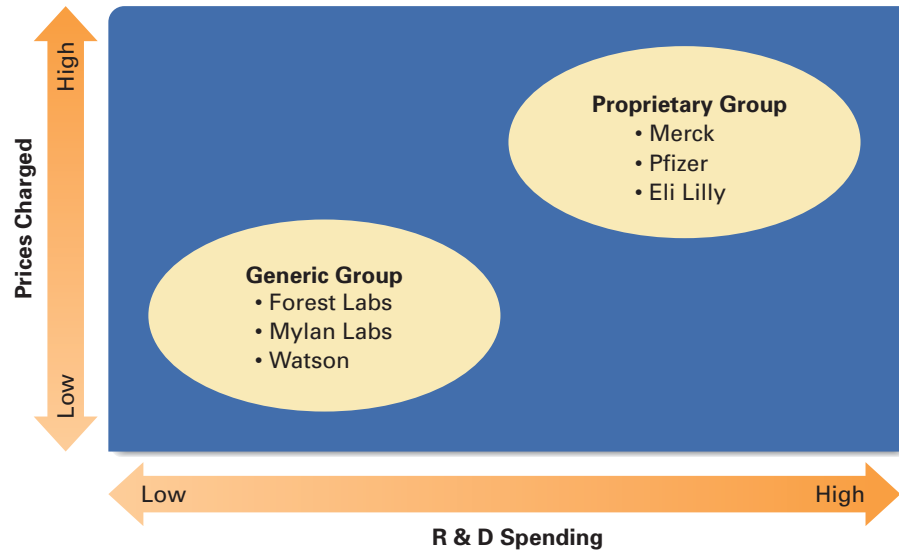 High
Prices Charged
Low
Proprietary Group
• Merck
• Pfizer
• Eli Lilly
Generic Group
• Forest Labs
• Mylan Labs
• Watson
Low
High
R & D Spending